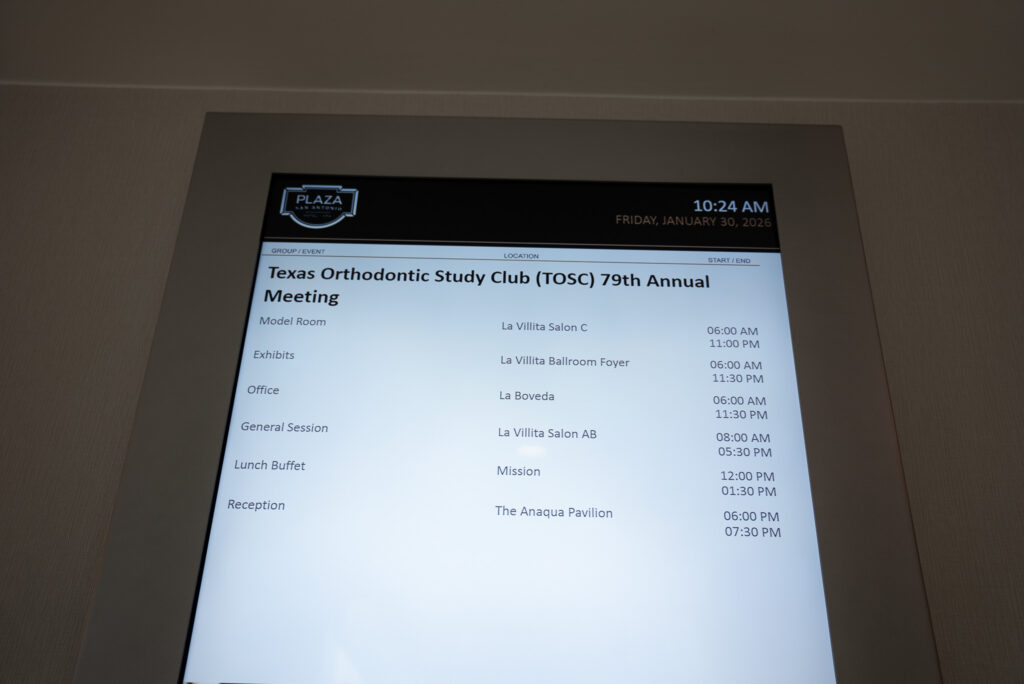 PLAZA
SAN ANTONIO
10:24 AM
FRIDAY, JANUARY 30, 2026
GROUP / EVENT LOCATION START / END
Texas Orthodontic Study Club (TOSC) 79th Annual
Meeting
Model Room La Villita Salon C 06:00 AM
11:00 PM
Exhibits La Villita Ballroom Foyer 06:00 AM
11:30 PM
Office La Boveda 06:00 AM
11:30 PM
General Session La Villita Salon AB 08:00 AM
05:30 PM
Lunch Buffet Mission 12:00 PM
01:30 PM
Reception The Anaqua Pavilion 06:00 PM
07:30 PM